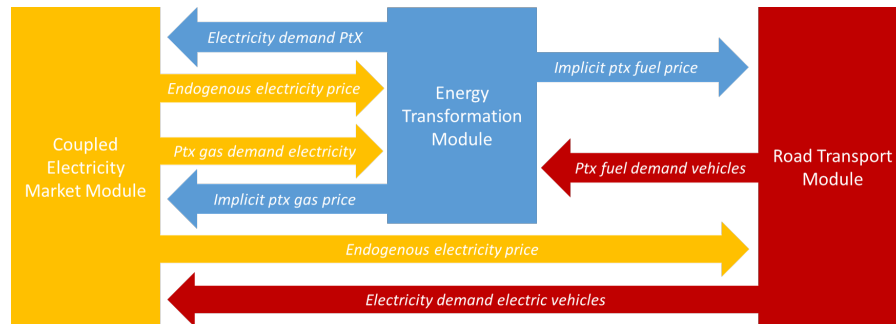 Electricity demand PtX
Endogenous electricity price
Ptx gas demand electricity
Implicit ptx gas price
Coupled
Electricity
Market Module
Energy
Transformation
Module
Implicit ptx fuel price
Ptx fuel demand vehicles
Road Transport
Module
Endogenous electricity price
Electricity demand electric vehicles